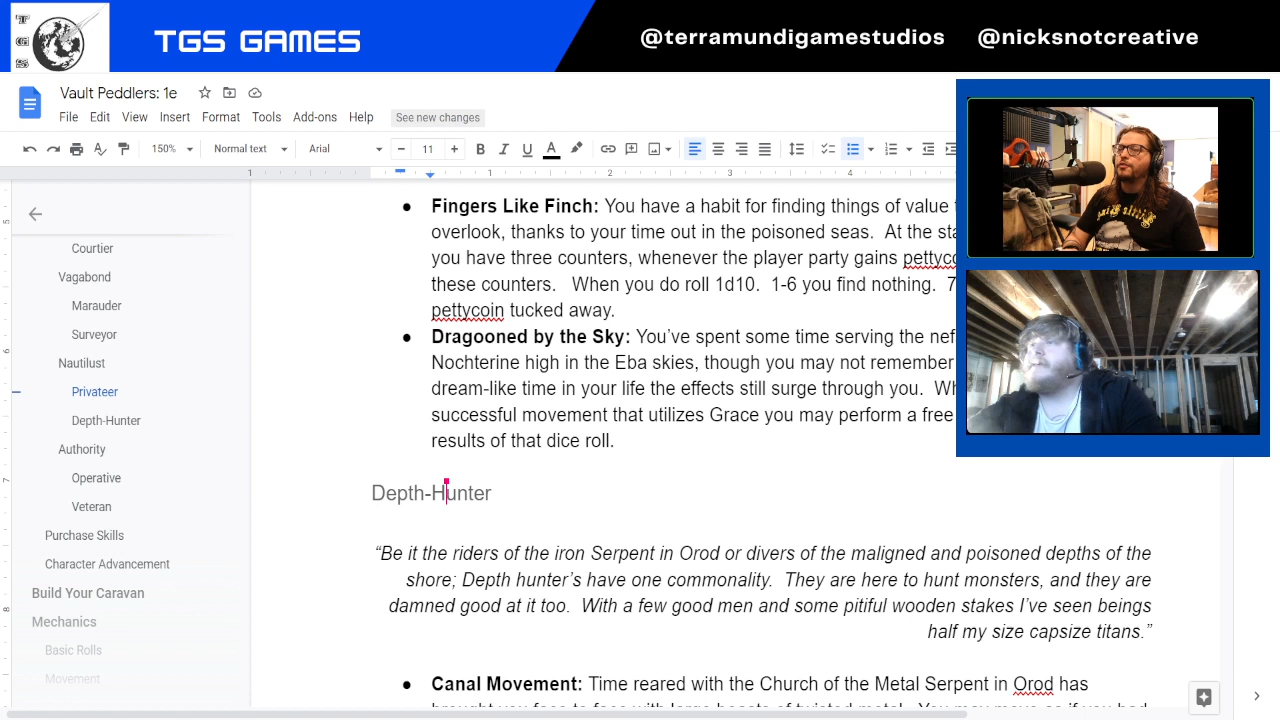 TGS
TGS GAMES
@terramundigamestudios @nicksnotcreative
Vault Peddlers: 1e
File Edit View Insert Format Tools Add-ons Help See new changes
150% Normal text Arial 11
1 1 2 3 4
Courtier
Vagabond
Marauder
Surveyor
Nautilust
Privateer
Depth-Hunter
Authority
Operative
Veteran
Purchase Skills
Character Advancement
Build Your Caravan
Mechanics
Basic Rolls
Movement
5
6
7
8
● Fingers Like Finch: You have a habit for finding things of value
overlook, thanks to your time out in the poisoned seas. At the
you have three counters, whenever the player party gains
these counters. When you do roll 1d10. 1-6 you find nothing. 7
pettycoin tucked away.
● Dragooned by the Sky: You’ve spent some time serving the
Nochterine high in the Eba skies, though you may not remember
dream-like time in your life the effects still surge through you.
successful movement that utilizes Grace you may perform a free
results of that dice roll.
Depth-Hunter
“Be it the riders of the iron Serpent in Orod or divers of the maligned and poisoned depths of the
shore; Depth hunter’s have one commonality. They are here to hunt monsters, and they are
damned good at it too. With a few good men and some pitiful wooden stakes I’ve seen beings
half my size capsize titans.”
● Canal Movement: Time reared with the Church of the Metal Serpent in Orod has